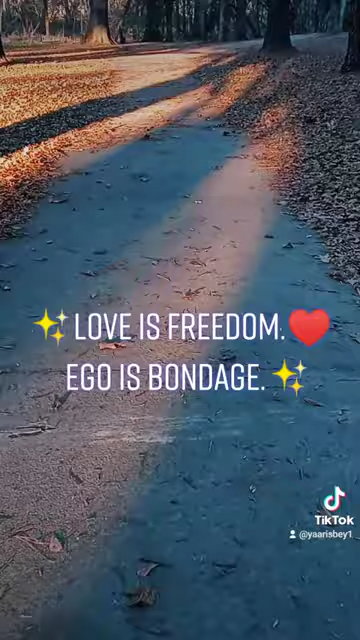 ✨ LOVE IS FREEDOM.❤️
EGO IS BONDAGE. ✨
TikTok
@yaarisbey1